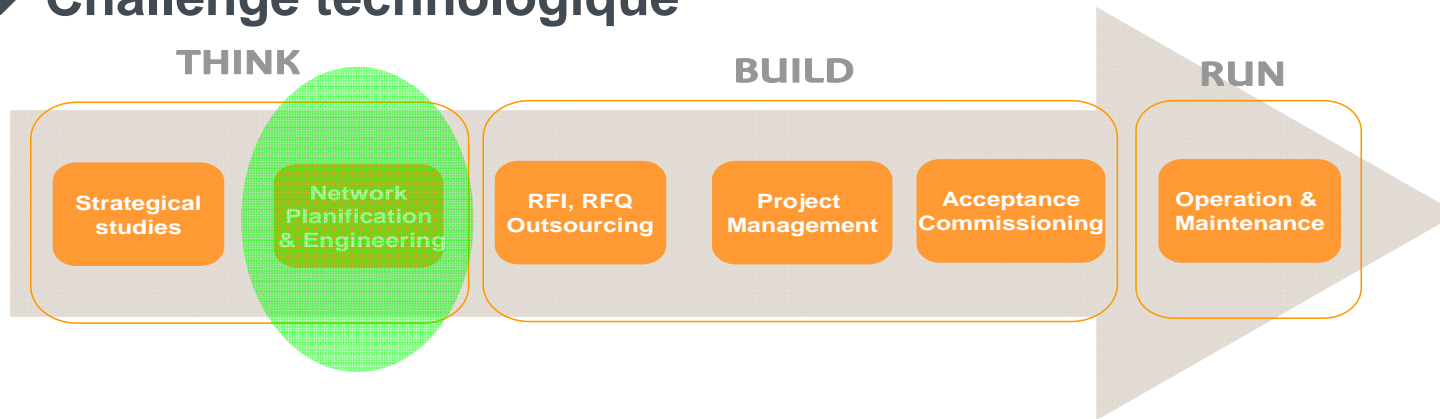 Challenge technologique
THINK
BUILD
RUN
Strategical
studies
Network
Planification
& Engineering
RFI, RFQ
Outsourcing
Project
Management
Acceptance
Commissioning
Operation &
Maintenance